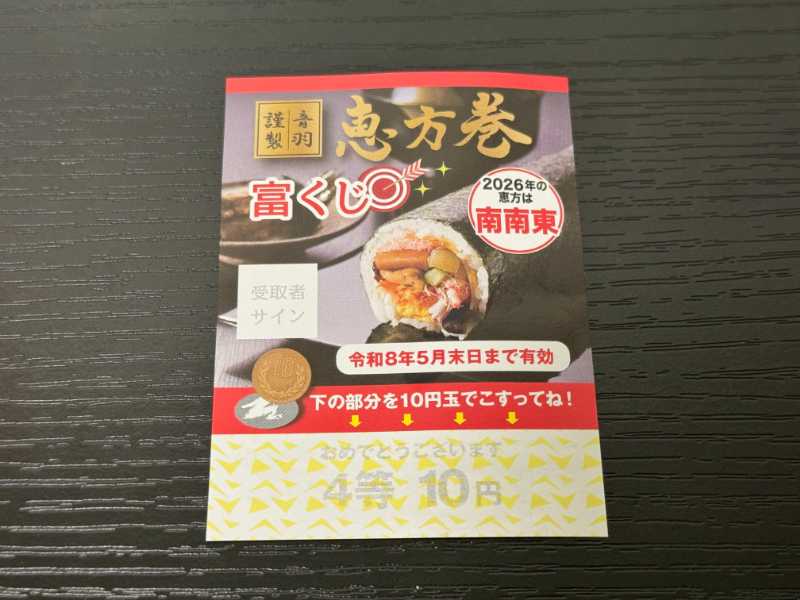 謹製
音羽
恵方巻
富くじ
2026年の
恵方は
南南東
受取者
サイン
令和8年5月末日まで有効
下の部分を10円玉でこすってね！
おめでとうございます
4等 10円